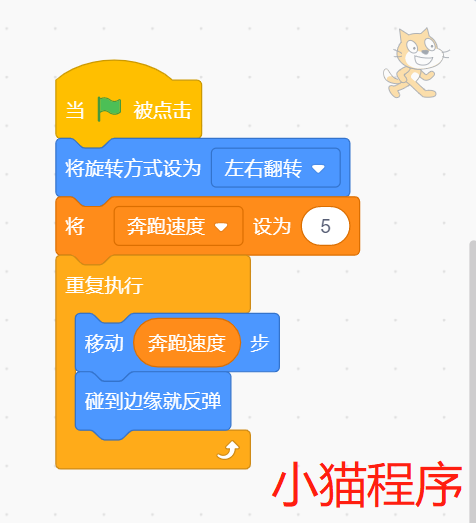 当 被点击
将旋转方式设为 左右翻转
将 奔跑速度 设为 5
重复执行
移动 奔跑速度 步
碰到边缘就反弹
小猫程序